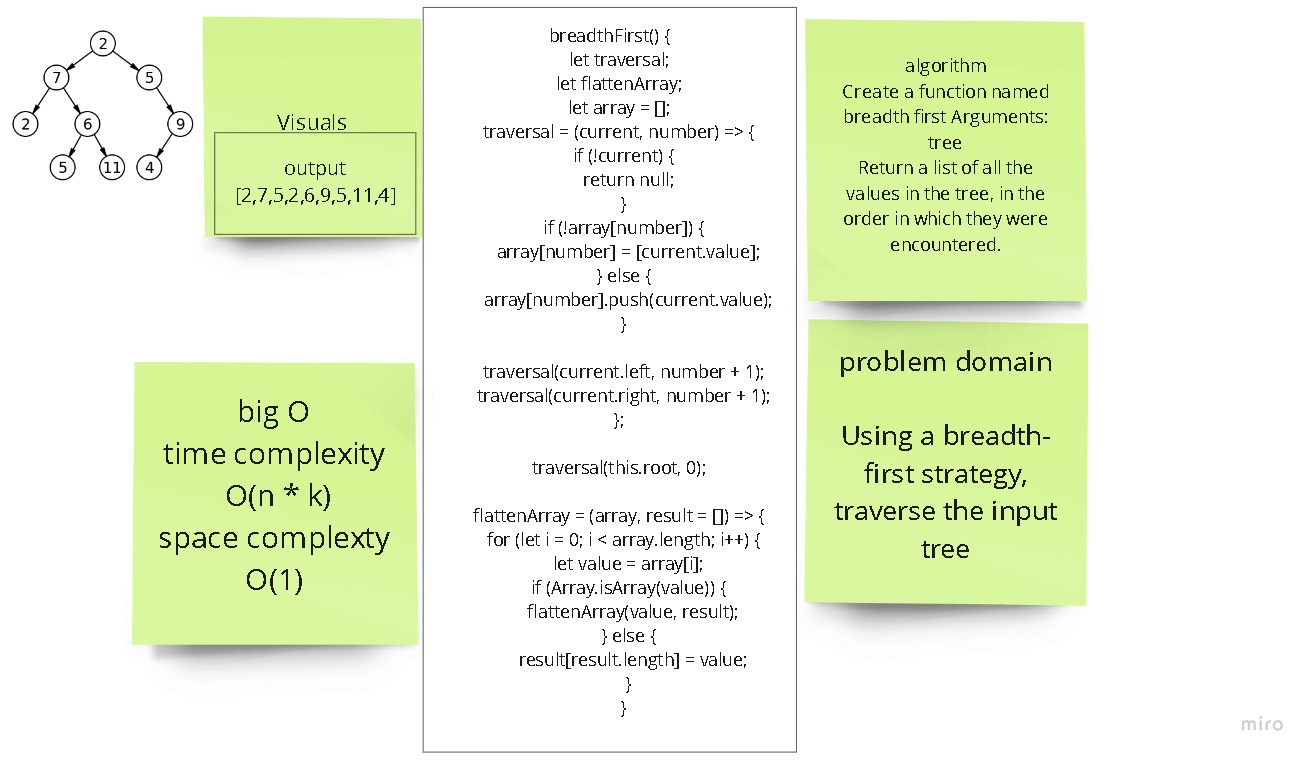 2
7
5
2
6
9
5
11
4
Visuals
output
[2,7,5,2,6,9,5,11,4]
big O
time complexity
O(n * k)
space complexty
O(1)
breadthFirst() {
let traversal;
let flattenArray;
let array = [];
traversal = (current, number) => {
if (!current) {
return null;
}
if (!array[number]) {
array[number] = [current.value];
} else {
array[number].push(current.value);
}
traversal(current.left, number + 1);
traversal(current.right, number + 1);
};
traversal(this.root, 0);
flattenArray = (array, result = []) => {
for (let i = 0; i < array.length; i++) {
let value = array[i];
if (Array.isArray(value)) {
flattenArray(value, result);
} else {
result[result.length] = value;
}
}
algorithm
Create a function named
breadth first Arguments:
tree
Return a list of all the
values in the tree, in the
order in which they were
encountered.
problem domain
Using a breadth-
first strategy,
traverse the input
tree
miro